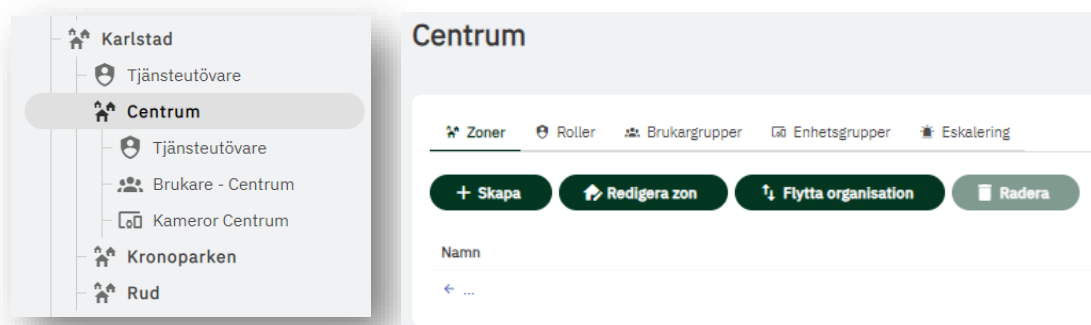 Karlstad
Tjänsteutövare
Centrum
Tjänsteutövare
Brukare - Centrum
Kameror Centrum
Kronoparken
Rud
Centrum
Zoner Roller Brukargrupper Enhetsgrupper Eskalering
+ Skapa Redigera zon Flytta organisation Radera
Namn
← ...